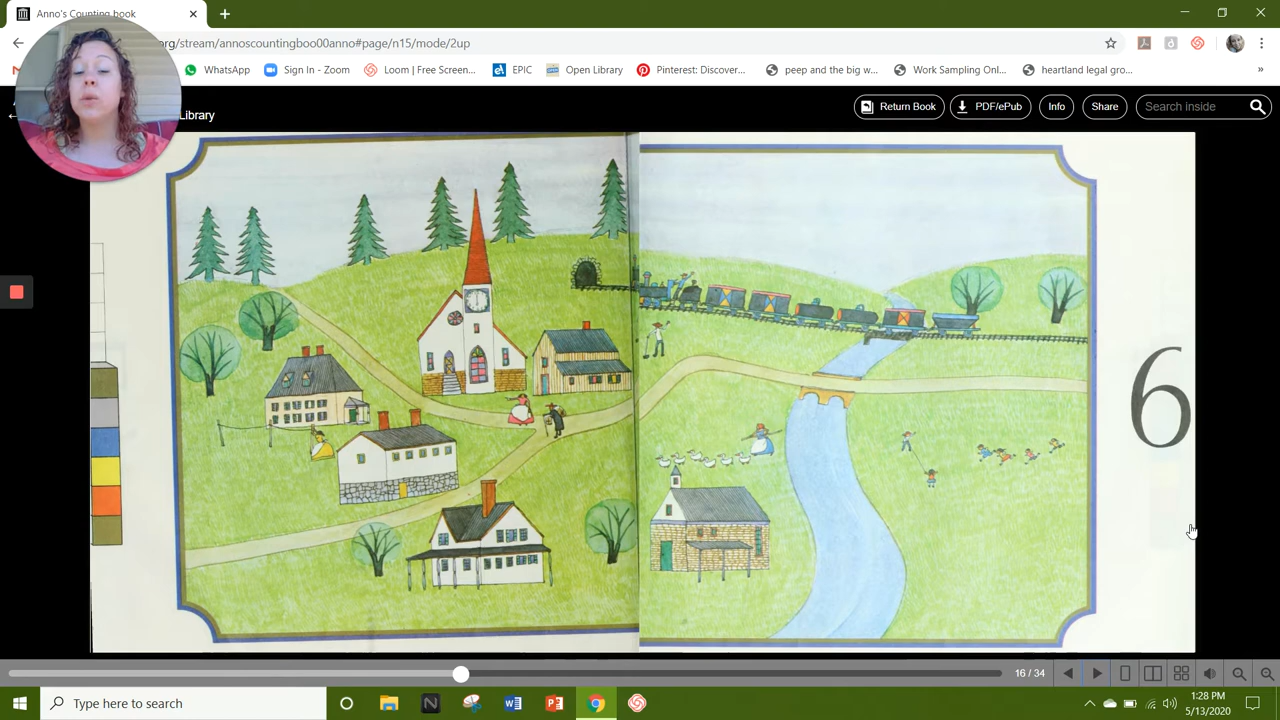 Anno's Counting book
org/stream/annoscountingboo00anno#page/n15/mode/2up
WhatsApp
Sign In - Zoom
Loom | Free Screen...
EPIC
Open Library
Pinterest: Discover...
peep and the big w...
Work Sampling Onl...
heartland legal gro...
»
Library
Return Book
PDF/ePub
Info
Share
Search inside
6
16 / 34
Type here to search
1:28 PM
5/13/2020